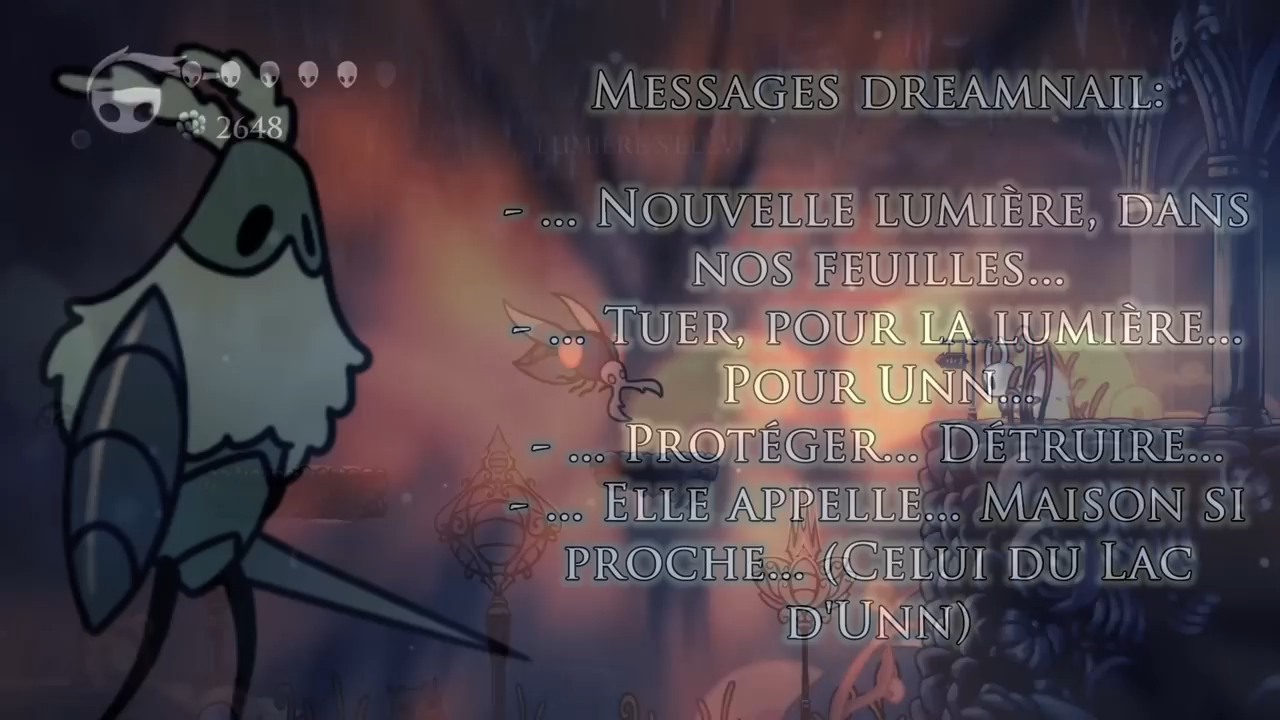 2648
Messages dreamnail:
- ... Nouvelle lumière, dans
nos feuilles...
- ... Tuer, pour la lumière...
Pour Unn...
- ... Protéger... Détruire...
- ... Elle appelle... Maison si
proche... (Celui du Lac
d'Unn)